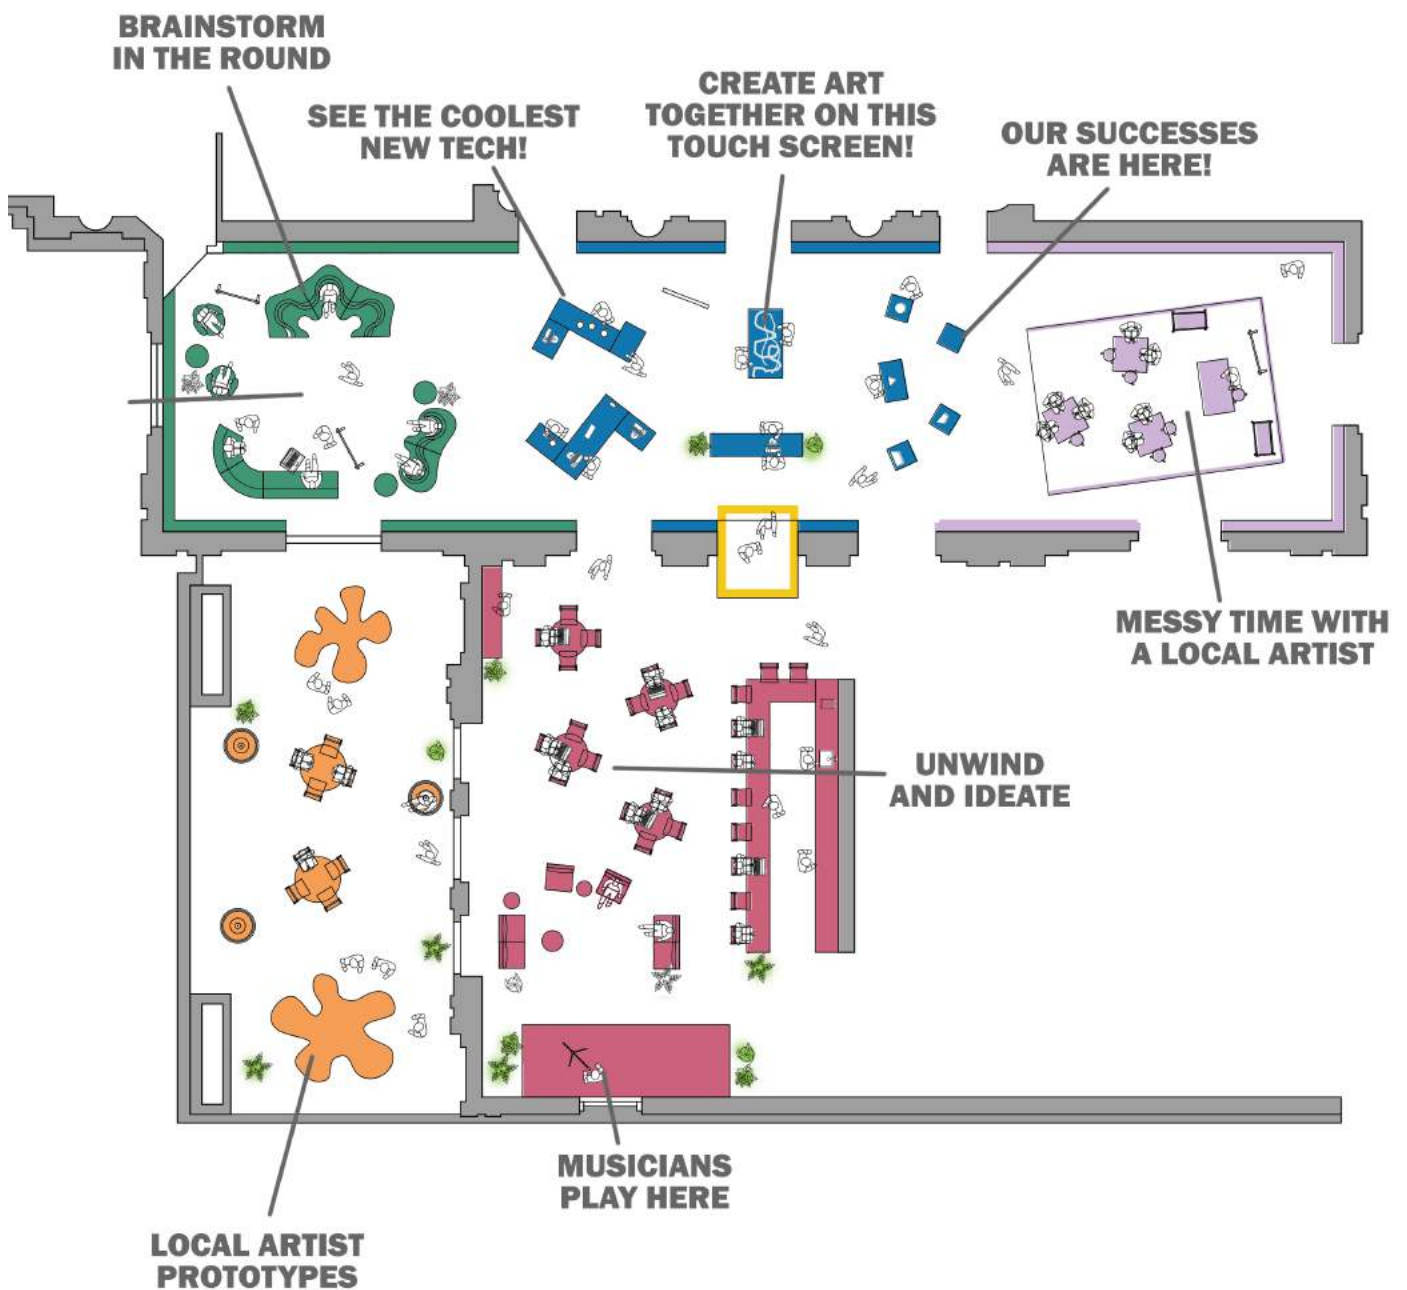 BRAINSTORM
IN THE ROUND
SEE THE COOLEST
NEW TECH!
CREATE ART
TOGETHER ON THIS
TOUCH SCREEN!
OUR SUCCESSES
ARE HERE!
MESSY TIME WITH
A LOCAL ARTIST
UNWIND
AND IDEATE
MUSICIANS
PLAY HERE
LOCAL ARTIST
PROTOTYPES